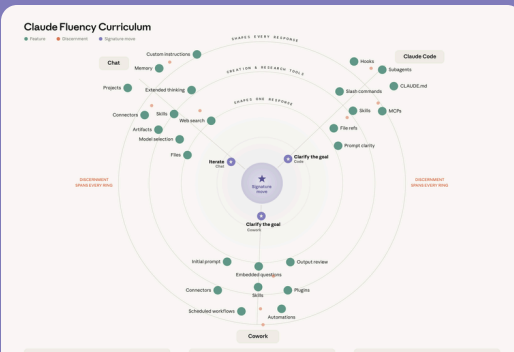 Claude Fluency Curriculum
Feature
Discernment
Signature move
SHAPES EVERY RESPONSE
CREATION & RESEARCH TOOLS
SHAPES ONE RESPONSE
Chat
Custom instructions
Memory
Projects
Extended thinking
Connectors
Skills
Web search
Artifacts
Model selection
Files
Claude Code
Hooks
Subagents
CLAUDE.md
Slash commands
Skills
MCPs
File refs
Prompt clarity
Iterate
Chat
Clarify the goal
Code
Signature
move
Clarify the goal
Cowork
DISCERNMENT
SPANS EVERY RING
DISCERNMENT
SPANS EVERY RING
Initial prompt
Output review
Embedded questions
Connectors
Skills
Plugins
Scheduled workflows
Automations
Cowork